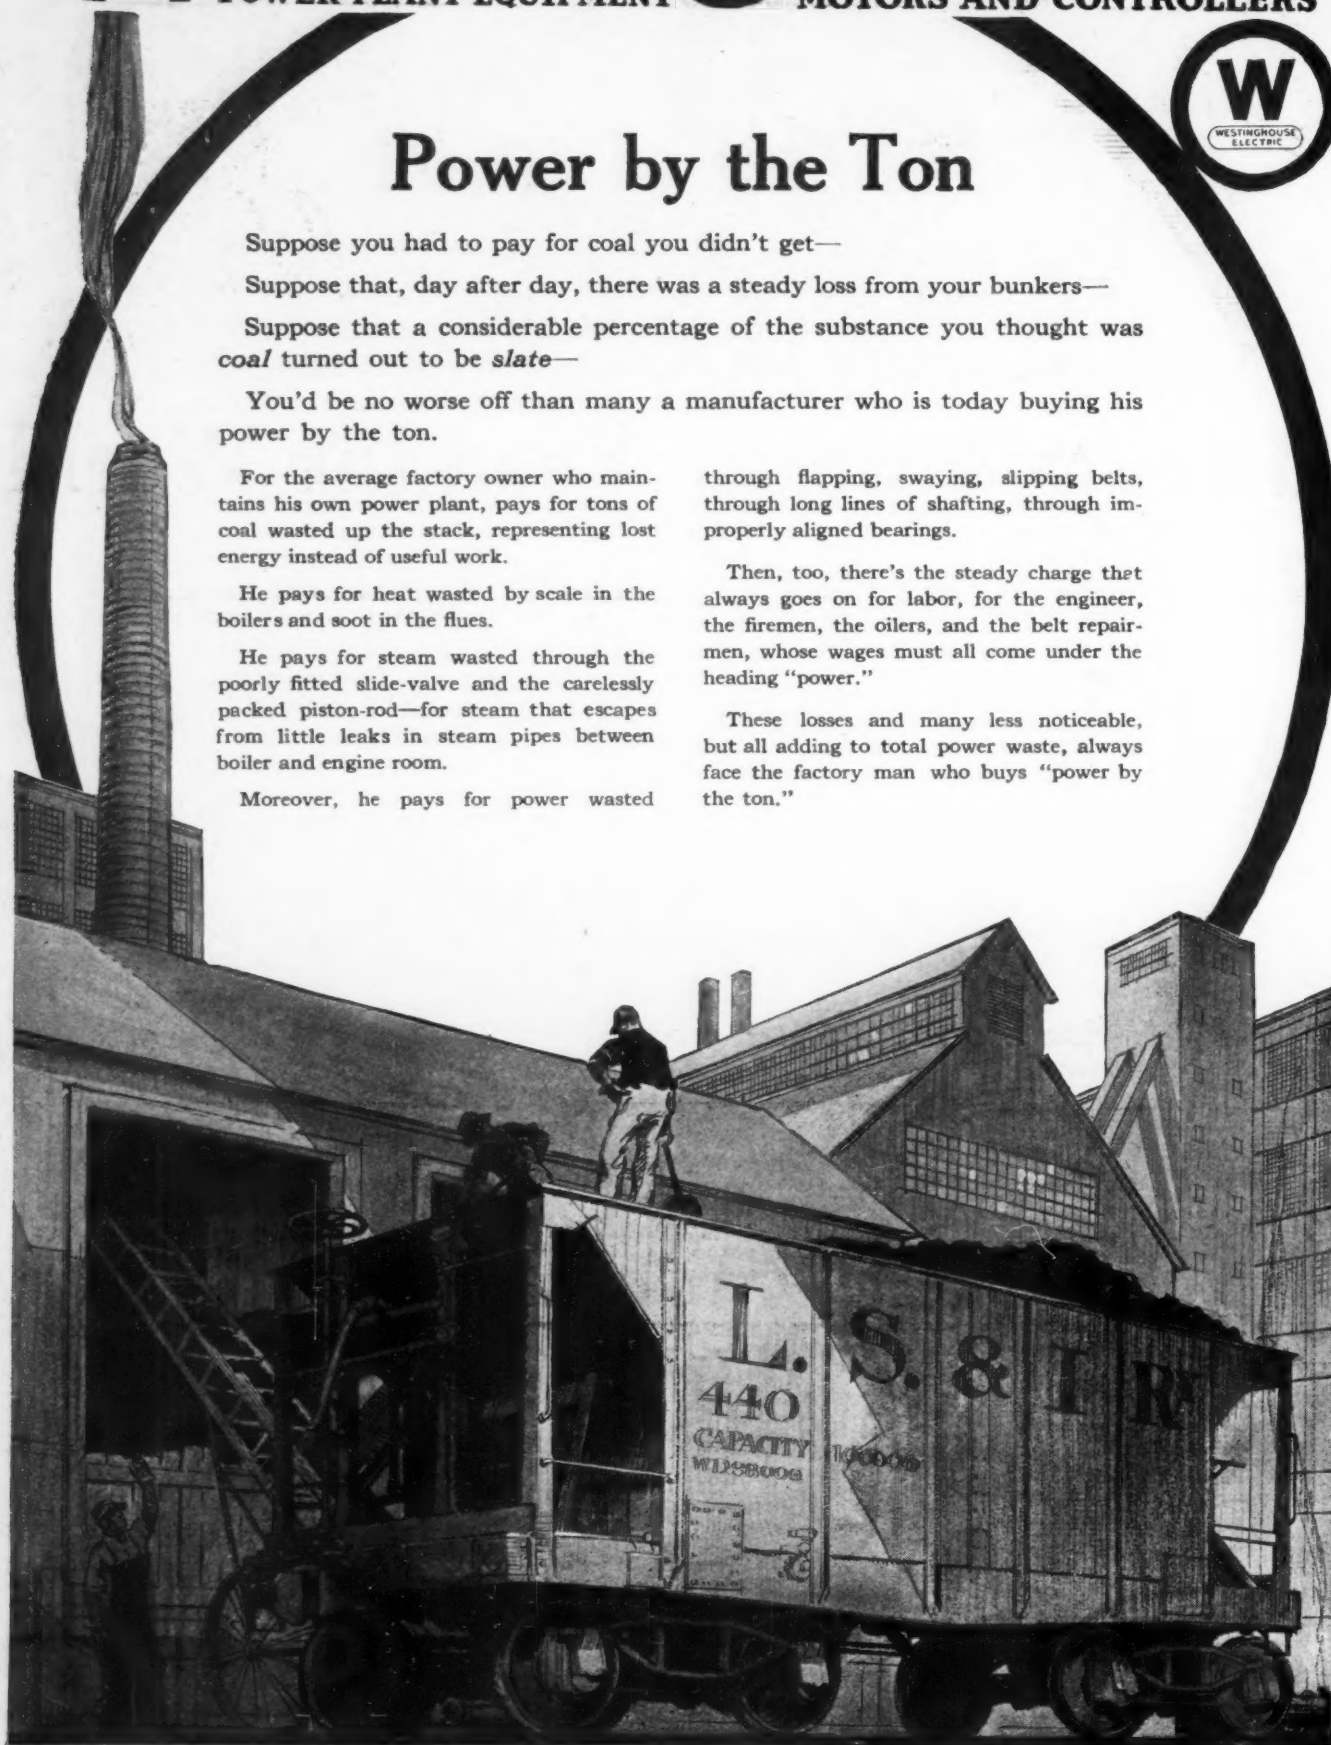 POWER PLANT EQUIPMENT
MOTORS AND CONTROLLERS
W
WESTINGHOUSE
ELECTRIC
Power by the Ton
Suppose you had to pay for coal you didn't get—
Suppose that, day after day, there was a steady loss from your bunkers—
Suppose that a considerable percentage of the substance you thought was
coal turned out to be slate—
You'd be no worse off than many a manufacturer who is today buying his
power by the ton.
For the average factory owner who main-
tains his own power plant, pays for tons of
coal wasted up the stack, representing lost
energy instead of useful work.
He pays for heat wasted by scale in the
boilers and soot in the flues.
He pays for steam wasted through the
poorly fitted slide-valve and the carelessly
packed piston-rod—for steam that escapes
from little leaks in steam pipes between
boiler and engine room.
Moreover, he pays for power wasted
through flapping, swaying, slipping belts,
through long lines of shafting, through im-
properly aligned bearings.
Then, too, there's the steady charge that
always goes on for labor, for the engineer,
the firemen, the oilers, and the belt repair-
men, whose wages must all come under the
heading "power."
These losses and many less noticeable,
but all adding to total power waste, always
face the factory man who buys "power by
the ton."
L. S. & I RY
440
CAPACITY 100000